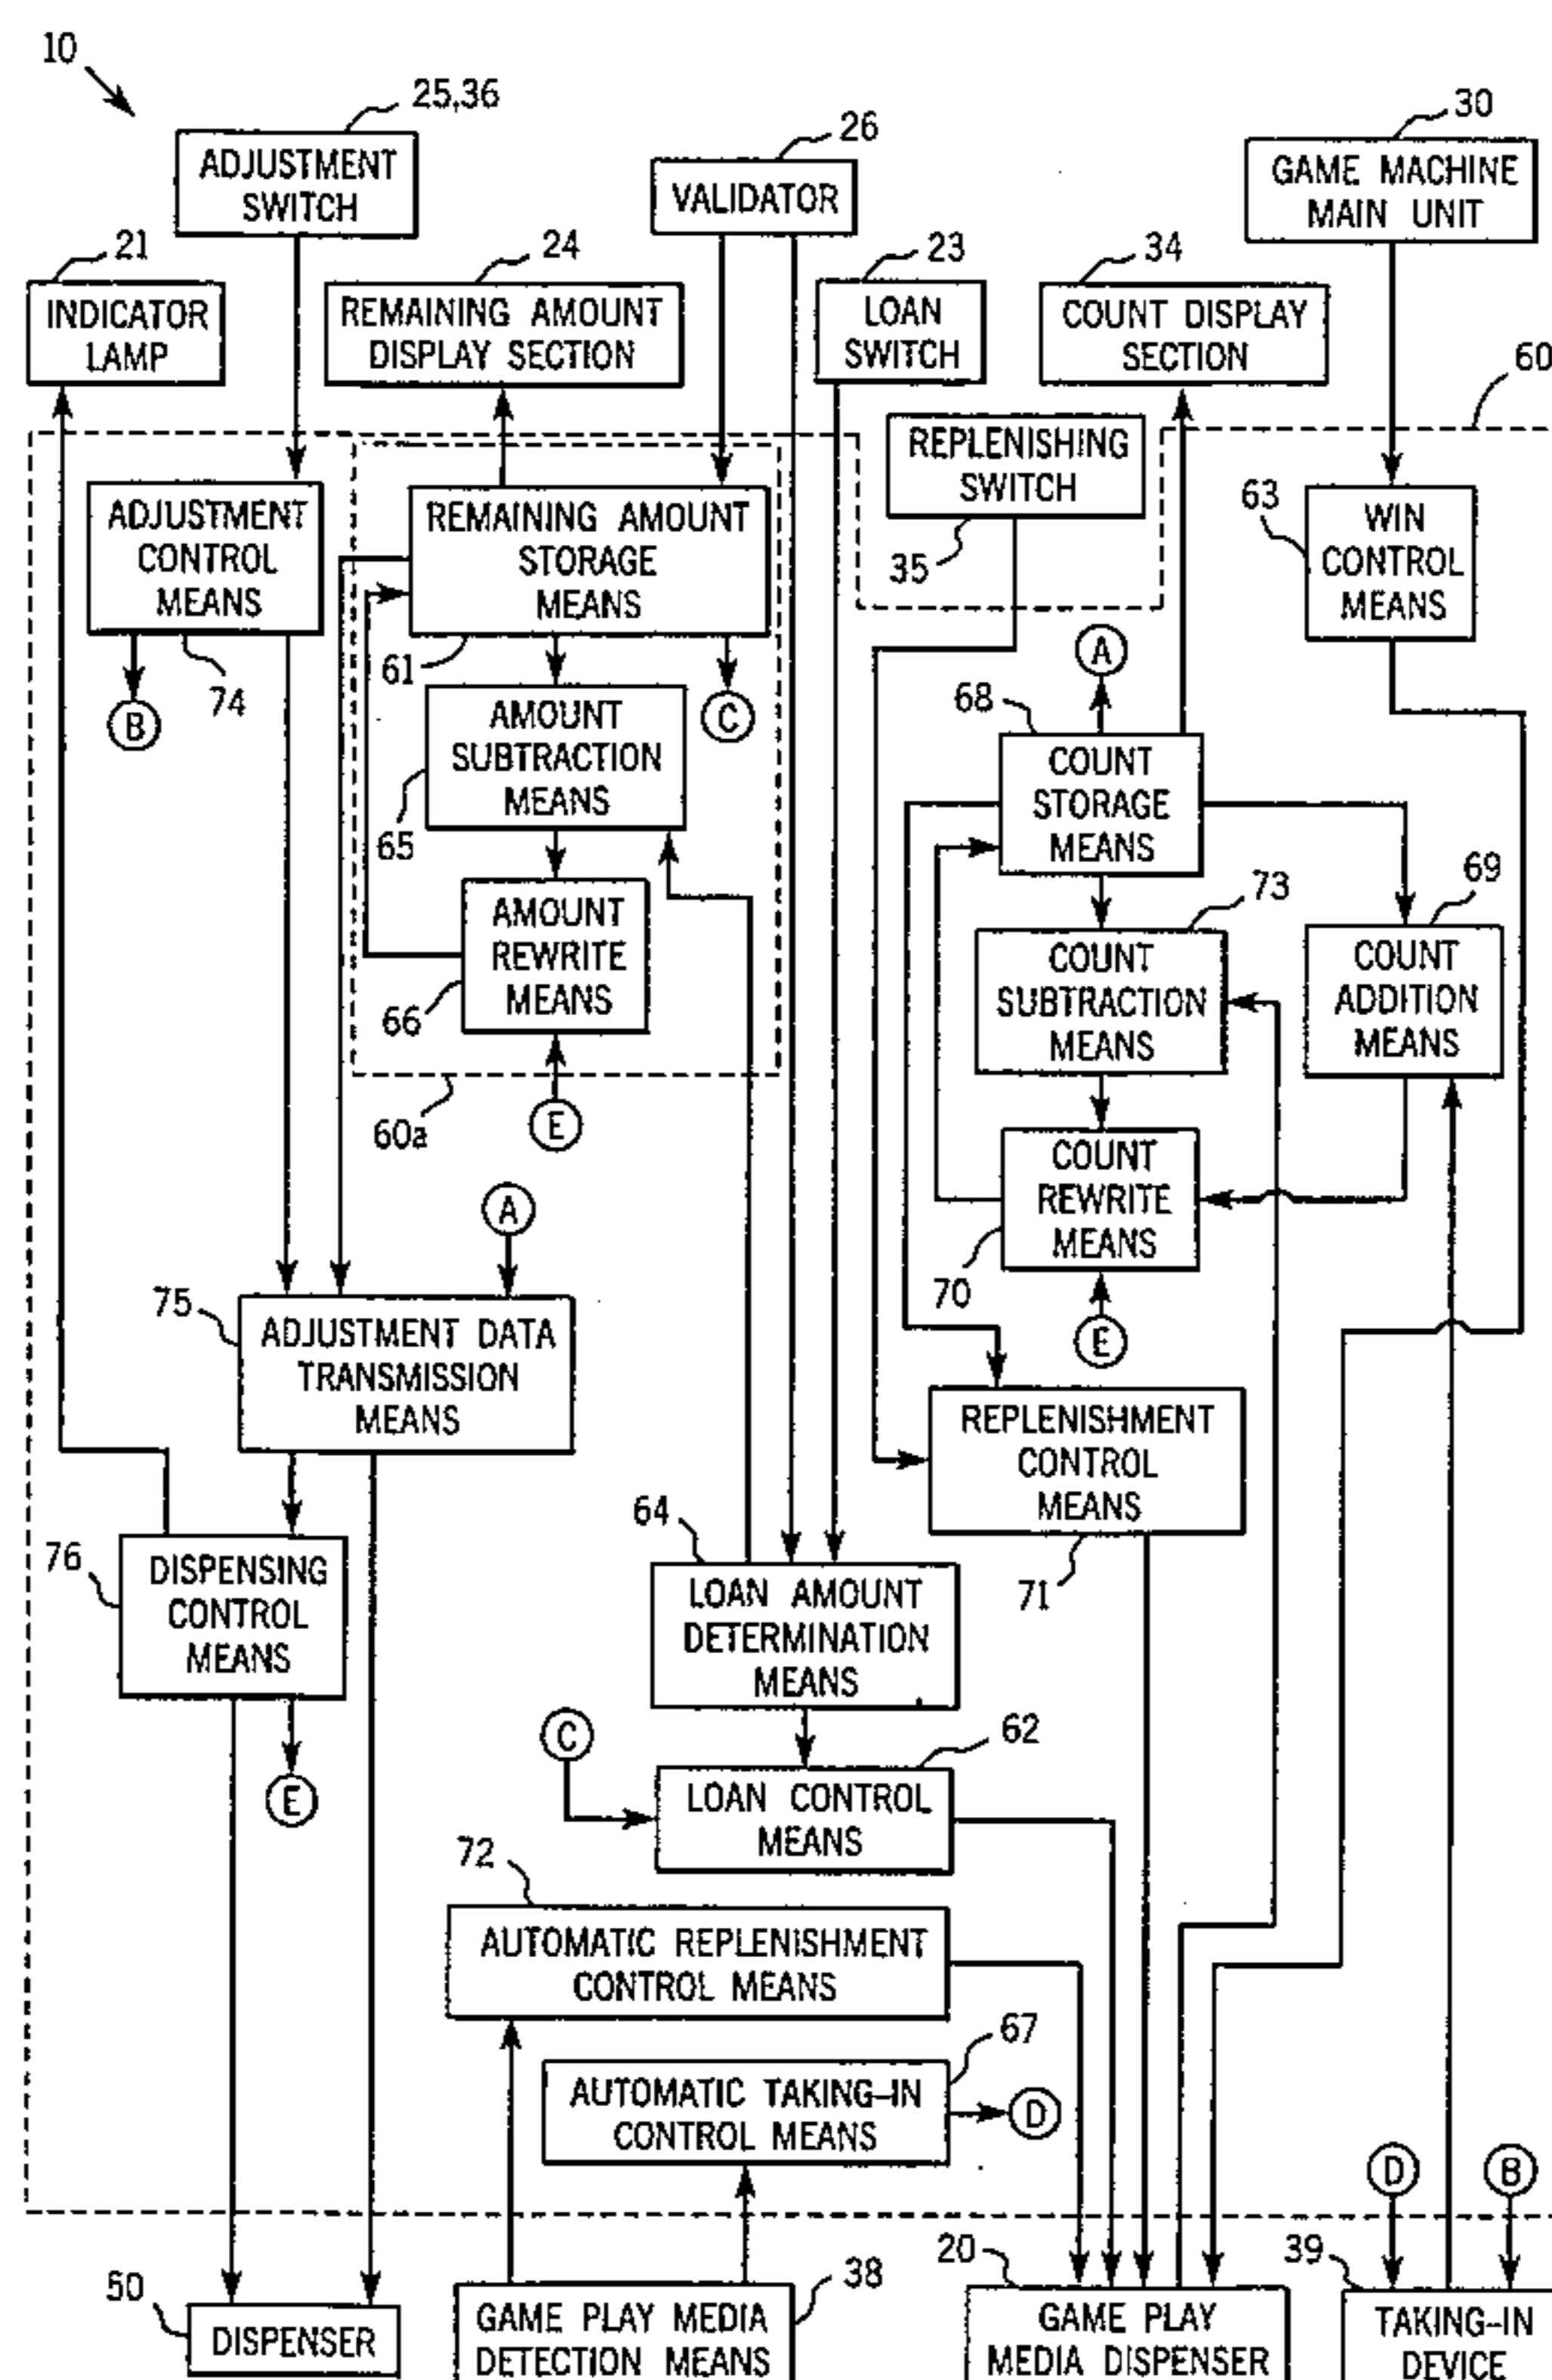 10
25,36
ADJUSTMENT
SWITCH
26
VALIDATOR
30
GAME MACHINE
MAIN UNIT
21
INDICATOR
LAMP
24
REMAINING AMOUNT
DISPLAY SECTION
23
LOAN
SWITCH
34
COUNT DISPLAY
SECTION
60
REPLENISHING
SWITCH
35
ADJUSTMENT
CONTROL
MEANS
74
B
REMAINING AMOUNT
STORAGE
MEANS
61
C
63
WIN
CONTROL
MEANS
A
AMOUNT
SUBTRACTION
MEANS
65
68
COUNT
STORAGE
MEANS
AMOUNT
REWRITE
MEANS
66
73
COUNT
SUBTRACTION
MEANS
69
COUNT
ADDITION
MEANS
60a
E
COUNT
REWRITE
MEANS
70
E
A
75
ADJUSTMENT DATA
TRANSMISSION
MEANS
REPLENISHMENT
CONTROL
MEANS
71
76
DISPENSING
CONTROL
MEANS
E
64
LOAN AMOUNT
DETERMINATION
MEANS
C
62
LOAN CONTROL
MEANS
72
AUTOMATIC REPLENISHMENT
CONTROL MEANS
67
AUTOMATIC TAKING-IN
CONTROL MEANS
D
D
B
50
DISPENSER
38
GAME PLAY MEDIA
DETECTION MEANS
20
GAME PLAY
MEDIA DISPENSER
39
TAKING-IN
DEVICE